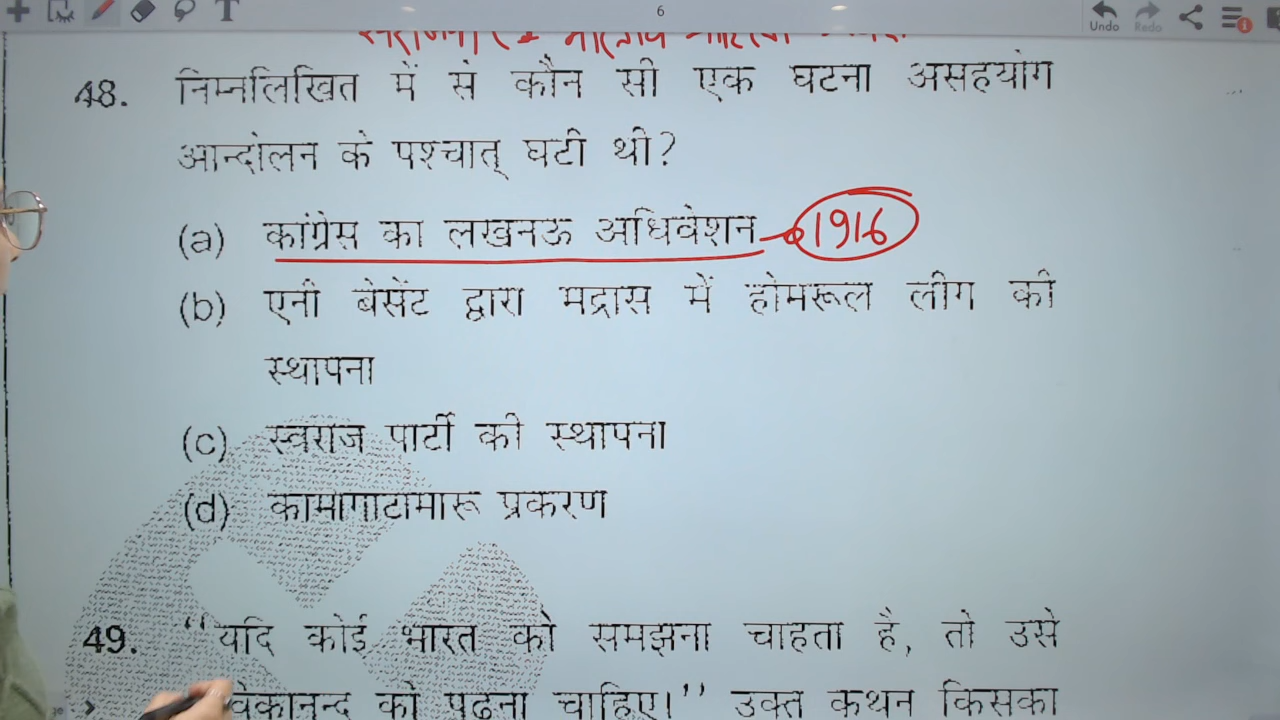 6
Undo
Redo
48. निम्नलिखित में से कौन सी एक घटना असहयोग
आन्दोलन के पश्चात् घटी थी?
(a) कांग्रेस का लखनऊ अधिवेशन 1916
(b) एनी बेसेंट द्वारा मद्रास में होमरूल लीग की
स्थापना
(c) स्वराज पार्टी की स्थापना
(d) कामागाटामारू प्रकरण
49. “यदि कोई भारत को समझना चाहता है, तो उसे
को पढ़ना चाहिए।” उक्त कथन किसका